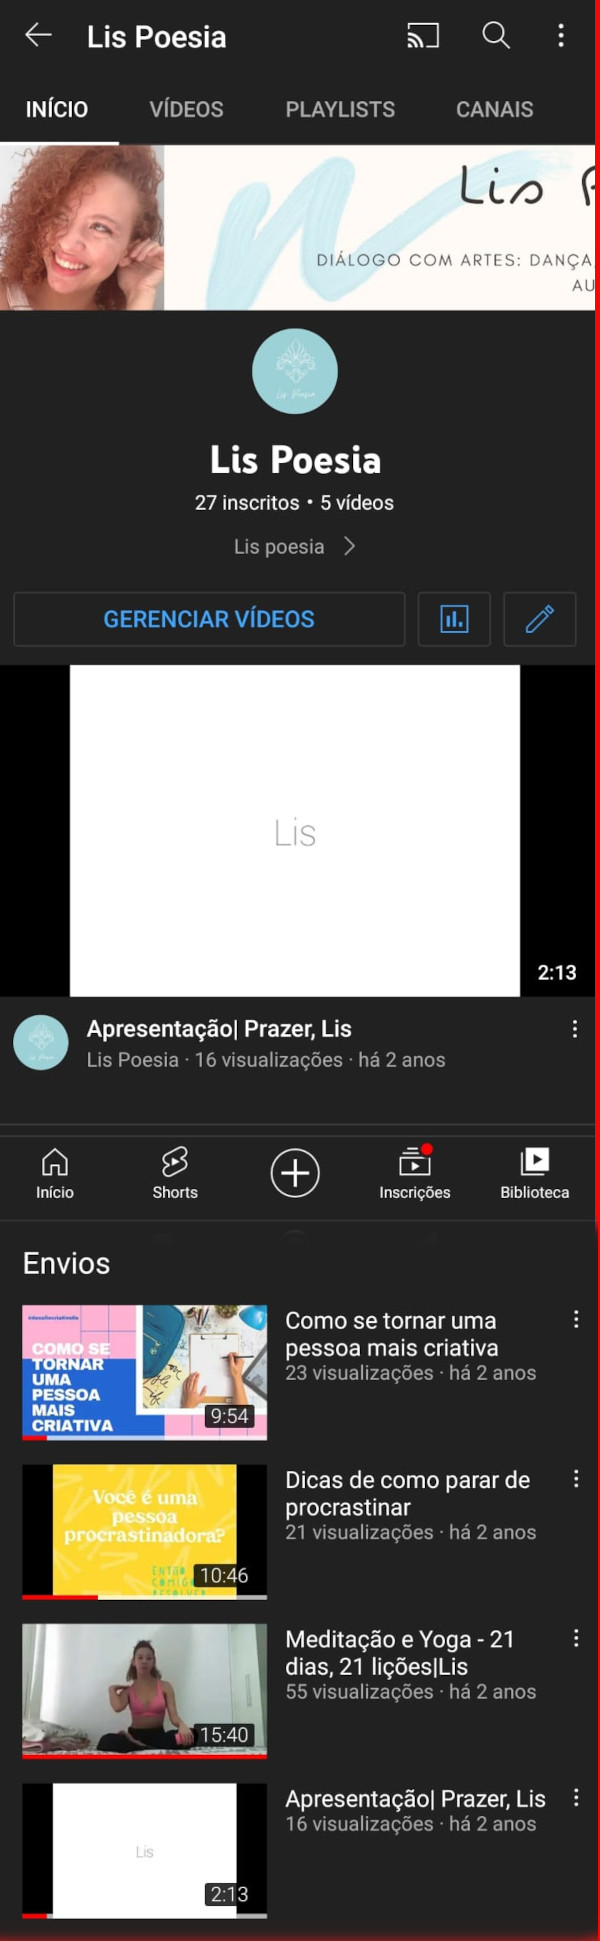 Lis Poesia
INÍCIO VÍDEOS PLAYLISTS CANAIS
Lis P
DIÁLOGO COM ARTES: DANÇA,
AU
Lis Poesia
Lis Poesia
27 inscritos • 5 vídeos
Lis poesia
GERENCIAR VÍDEOS
Lis
2:13
Apresentação| Prazer, Lis
Lis Poesia · 16 visualizações · há 2 anos
Início Shorts Inscrições Biblioteca
Envios
COMO SE
TORNAR
UMA
PESSOA
MAIS
CRIATIVA
9:54
Como se tornar uma
pessoa mais criativa
23 visualizações · há 2 anos
Você é uma
pessoa
procrastinadora?
10:46
Dicas de como parar de
procrastinar
21 visualizações · há 2 anos
15:40
Meditação e Yoga - 21
dias, 21 lições|Lis
55 visualizações · há 2 anos
Lis
2:13
Apresentação| Prazer, Lis
16 visualizações · há 2 anos